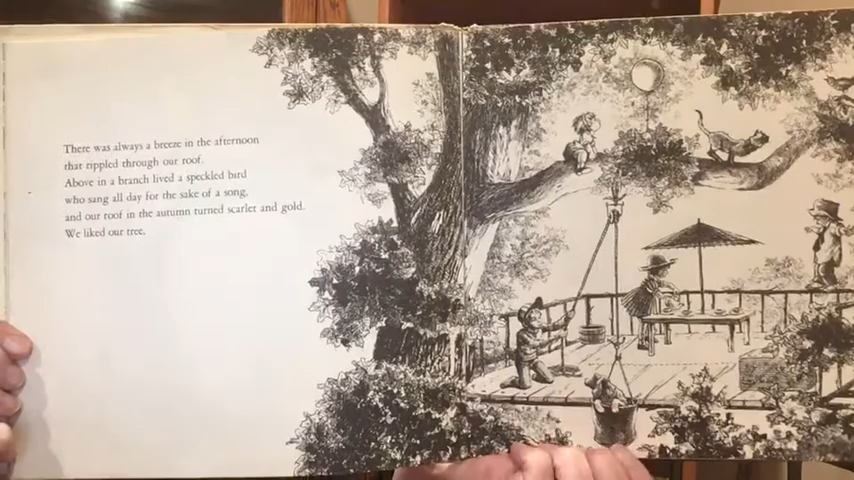 There was always a breeze in the afternoon
that rippled through our roof.
Above in a branch lived a speckled bird
who sang all day for the sake of a song,
and our roof in the autumn turned scarlet and gold.
We liked our tree.